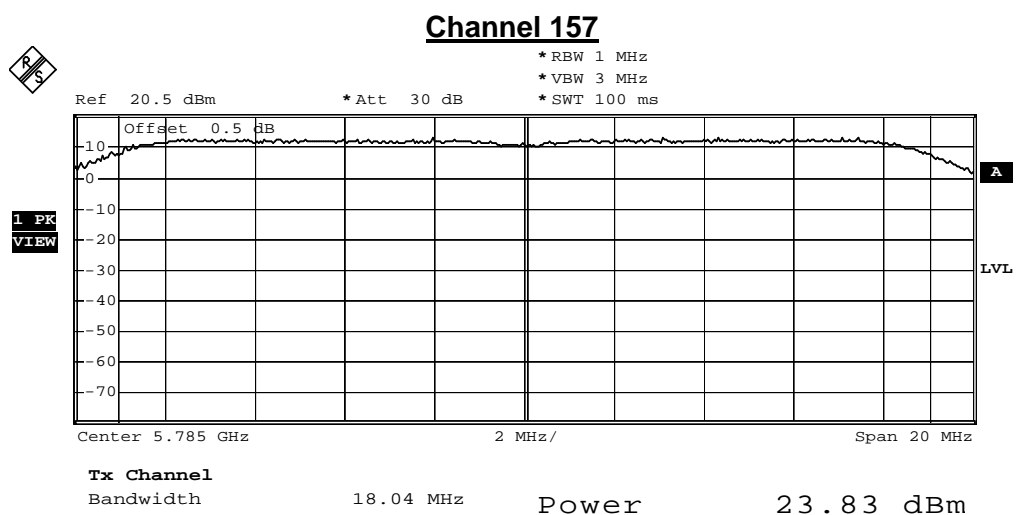 Channel 157
R S
* RBW 1 MHz
* VBW 3 MHz
Ref 20.5 dBm * Att 30 dB * SWT 100 ms
Offset 0.5 dB
10
0
A
-10
1 PK
VIEW
-20
-30
LVL
-40
-50
-60
-70
Center 5.785 GHz 2 MHz/ Span 20 MHz
Tx Channel
Bandwidth 18.04 MHz Power 23.83 dBm